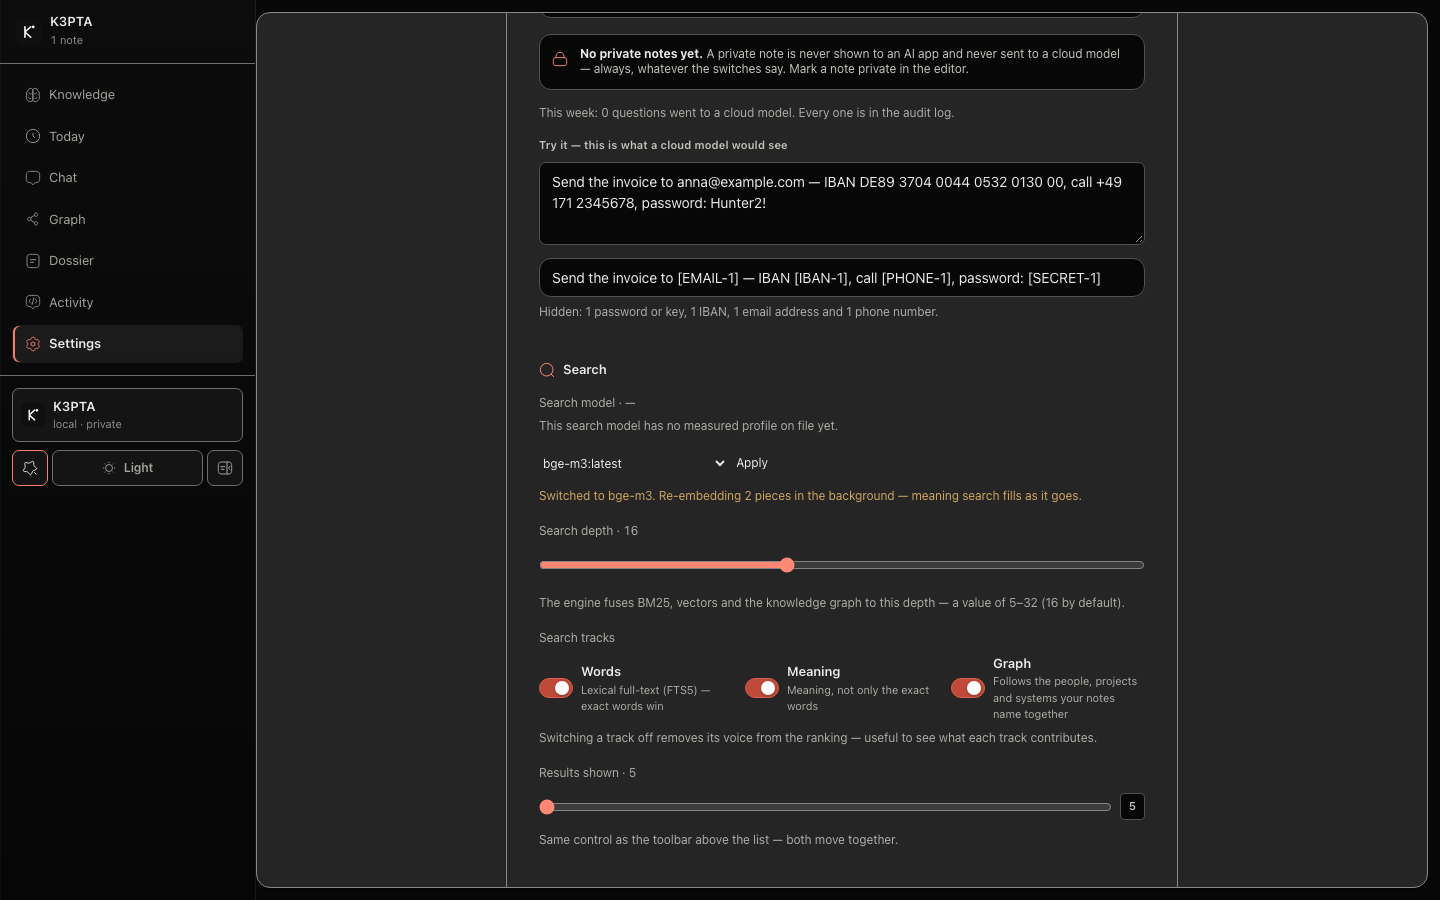 K3PTA
1 note
Knowledge
Today
Chat
Graph
Dossier
Activity
Settings
K3PTA
local · private
Light
No private notes yet. A private note is never shown to an AI app and never sent to a cloud model
— always, whatever the switches say. Mark a note private in the editor.
This week: 0 questions went to a cloud model. Every one is in the audit log.
Try it — this is what a cloud model would see
Send the invoice to anna@example.com — IBAN DE89 3704 0044 0532 0130 00, call +49
171 2345678, password: Hunter2!
Send the invoice to [EMAIL-1] — IBAN [IBAN-1], call [PHONE-1], password: [SECRET-1]
Hidden: 1 password or key, 1 IBAN, 1 email address and 1 phone number.
Search
Search model · —
This search model has no measured profile on file yet.
bge-m3:latest Apply
Switched to bge-m3. Re-embedding 2 pieces in the background — meaning search fills as it goes.
Search depth · 16
The engine fuses BM25, vectors and the knowledge graph to this depth — a value of 5–32 (16 by default).
Search tracks
Words
Lexical full-text (FTS5) —
exact words win
Meaning
Meaning, not only the exact
words
Graph
Follows the people, projects
and systems your notes
name together
Switching a track off removes its voice from the ranking — useful to see what each track contributes.
Results shown · 5
5
Same control as the toolbar above the list — both move together.